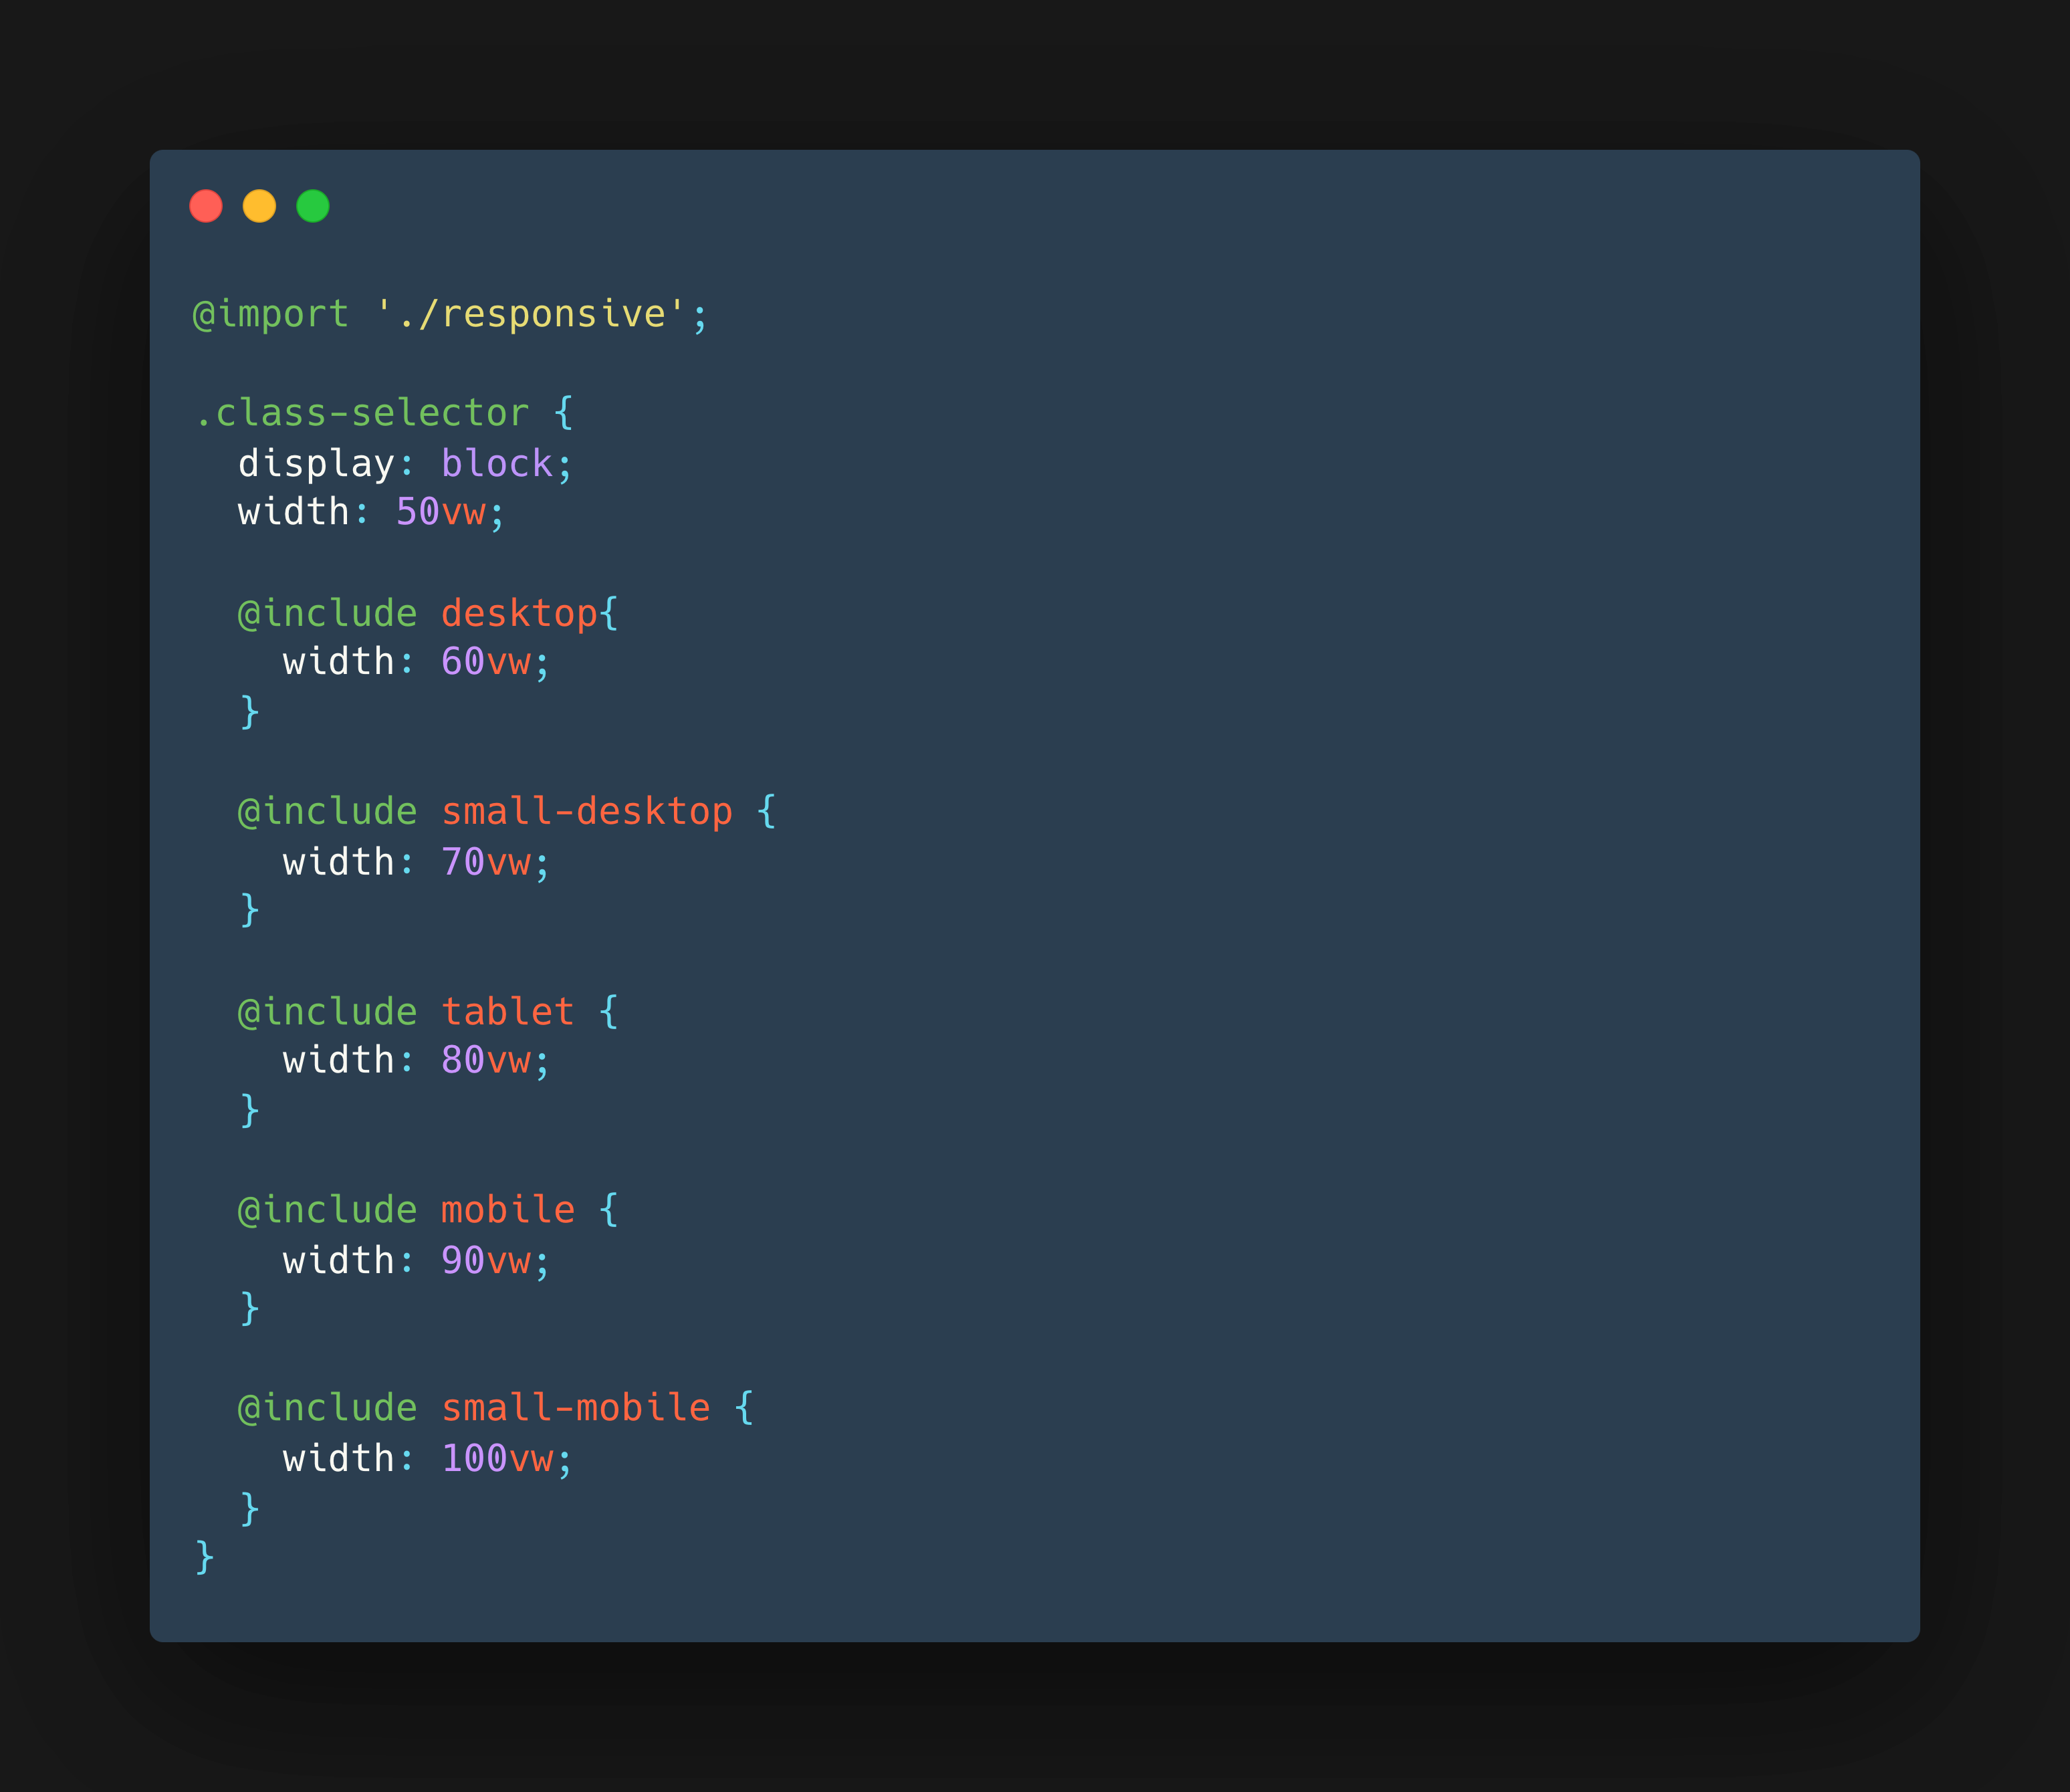 @import './responsive';
.class-selector {
  display: block;
  width: 50vw;
  @include desktop{
    width: 60vw;
  }
  @include small-desktop {
    width: 70vw;
  }
  @include tablet {
    width: 80vw;
  }
  @include mobile {
    width: 90vw;
  }
  @include small-mobile {
    width: 100vw;
  }
}